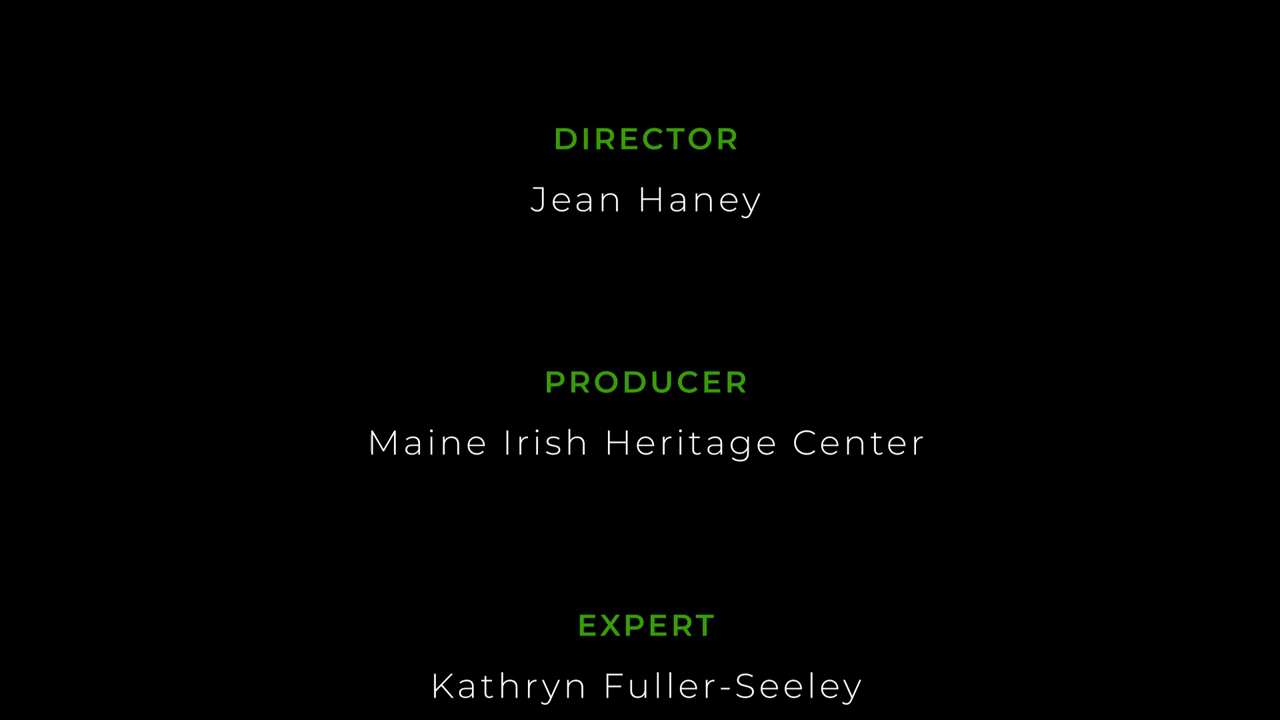 DIRECTOR
Jean Haney
PRODUCER
Maine Irish Heritage Center
EXPERT
Kathryn Fuller-Seeley